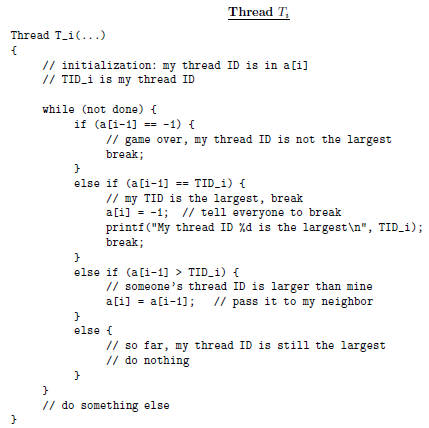 Thread Ti
Thread T_i(...)
{
// initialization: my thread ID is in a[i]
// TID_i is my thread ID
while (not done) {
if (a[i-1] == -1) {
// game over, my thread ID is not the largest
break;
}
else if (a[i-1] == TID_i) {
// my TID is the largest, break
a[i] = -1; // tell everyone to break
printf("My thread ID %d is the largest\n", TID_i);
break;
}
else if (a[i-1] > TID_i) {
// someone's thread ID is larger than mine
a[i] = a[i-1]; // pass it to my neighbor
}
else {
// so far, my thread ID is still the largest
// do nothing
}
}
// do something else
}